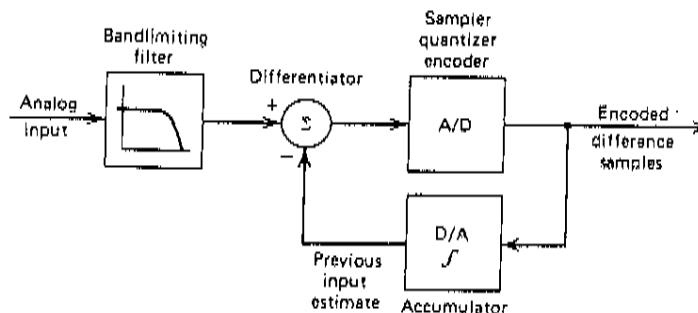 Bandlimiting
filter
Sampler
quantizer
encoder
Differentiator
Analog
input
+
Σ
−
A/D
Encoded
difference
samples
D/A
∫
Previous
input
estimate
Accumulator